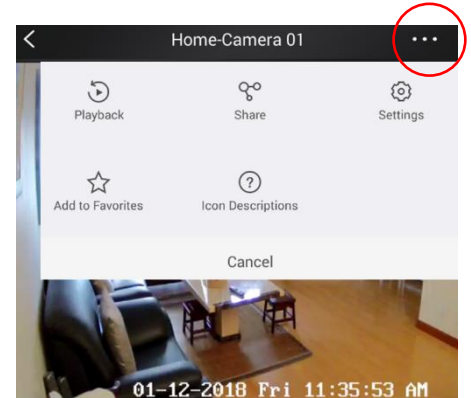 Home-Camera 01
Playback
Share
Settings
Add to Favorites
Icon Descriptions
Cancel
01-12-2018 Fri 11:35:53 AM